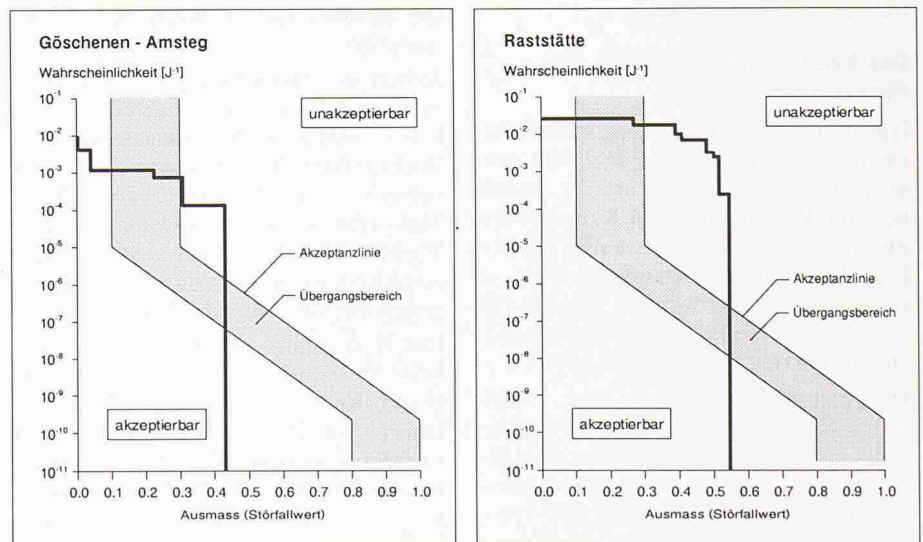 Göschenen - Amsteg
Wahrscheinlichkeit [J-1]
10-1
10-2
10-3
10-4
10-5
10-6
10-7
10-8
10-9
10-10
10-11
unakzeptierbar
Akzeptanzlinie
Übergangsbereich
akzeptierbar
0.0 0.1 0.2 0.3 0.4 0.5 0.6 0.7 0.8 0.9 1.0
Ausmass (Störfallwert)
Raststätte
Wahrscheinlichkeit [J-1]
10-1
10-2
10-3
10-4
10-5
10-6
10-7
10-8
10-9
10-10
10-11
unakzeptierbar
Akzeptanzlinie
Übergangsbereich
akzeptierbar
0.0 0.1 0.2 0.3 0.4 0.5 0.6 0.7 0.8 0.9 1.0
Ausmass (Störfallwert)